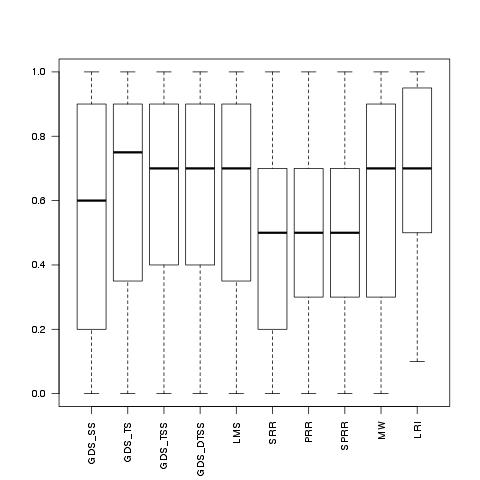 1.0
0.8
0.6
0.4
0.2
0.0
GDS_SS
GDS_TS
GDS_TSS
GDS_DTSS
LMS
SRR
PRR
SPRR
MW
LRI